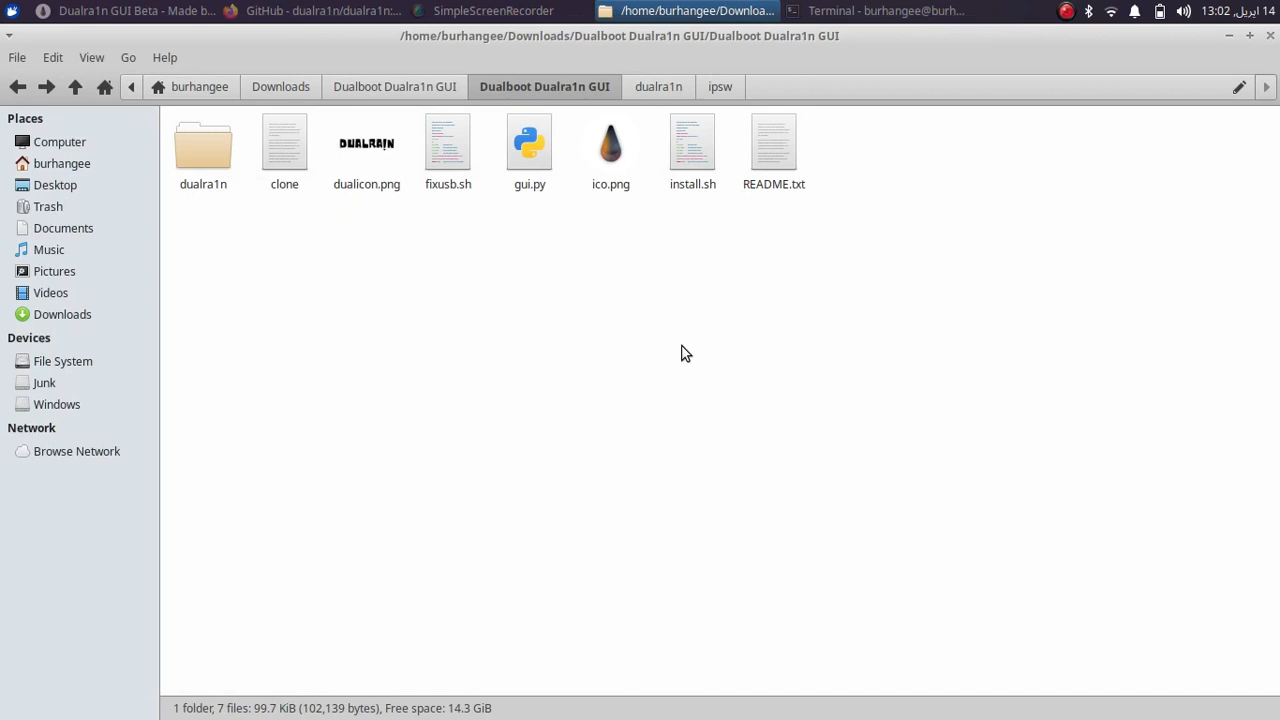 Dualra1n GUI Beta - Made b...
GitHub - dualra1n/dualra1n:...
SimpleScreenRecorder
/home/burhangee/Downloa...
Terminal - burhangee@burh...
14 اپریل, 13:02
/home/burhangee/Downloads/Dualboot Dualra1n GUI/Dualboot Dualra1n GUI
File Edit View Go Help
burhangee Downloads Dualboot Dualra1n GUI Dualboot Dualra1n GUI dualra1n ipsw
Places
Computer
burhangee
Desktop
Trash
Documents
Music
Pictures
Videos
Downloads
Devices
File System
Junk
Windows
Network
Browse Network
DUALRA1N
dualra1n clone dualicon.png fixusb.sh gui.py ico.png install.sh README.txt
1 folder, 7 files: 99.7 KiB (102,139 bytes), Free space: 14.3 GiB